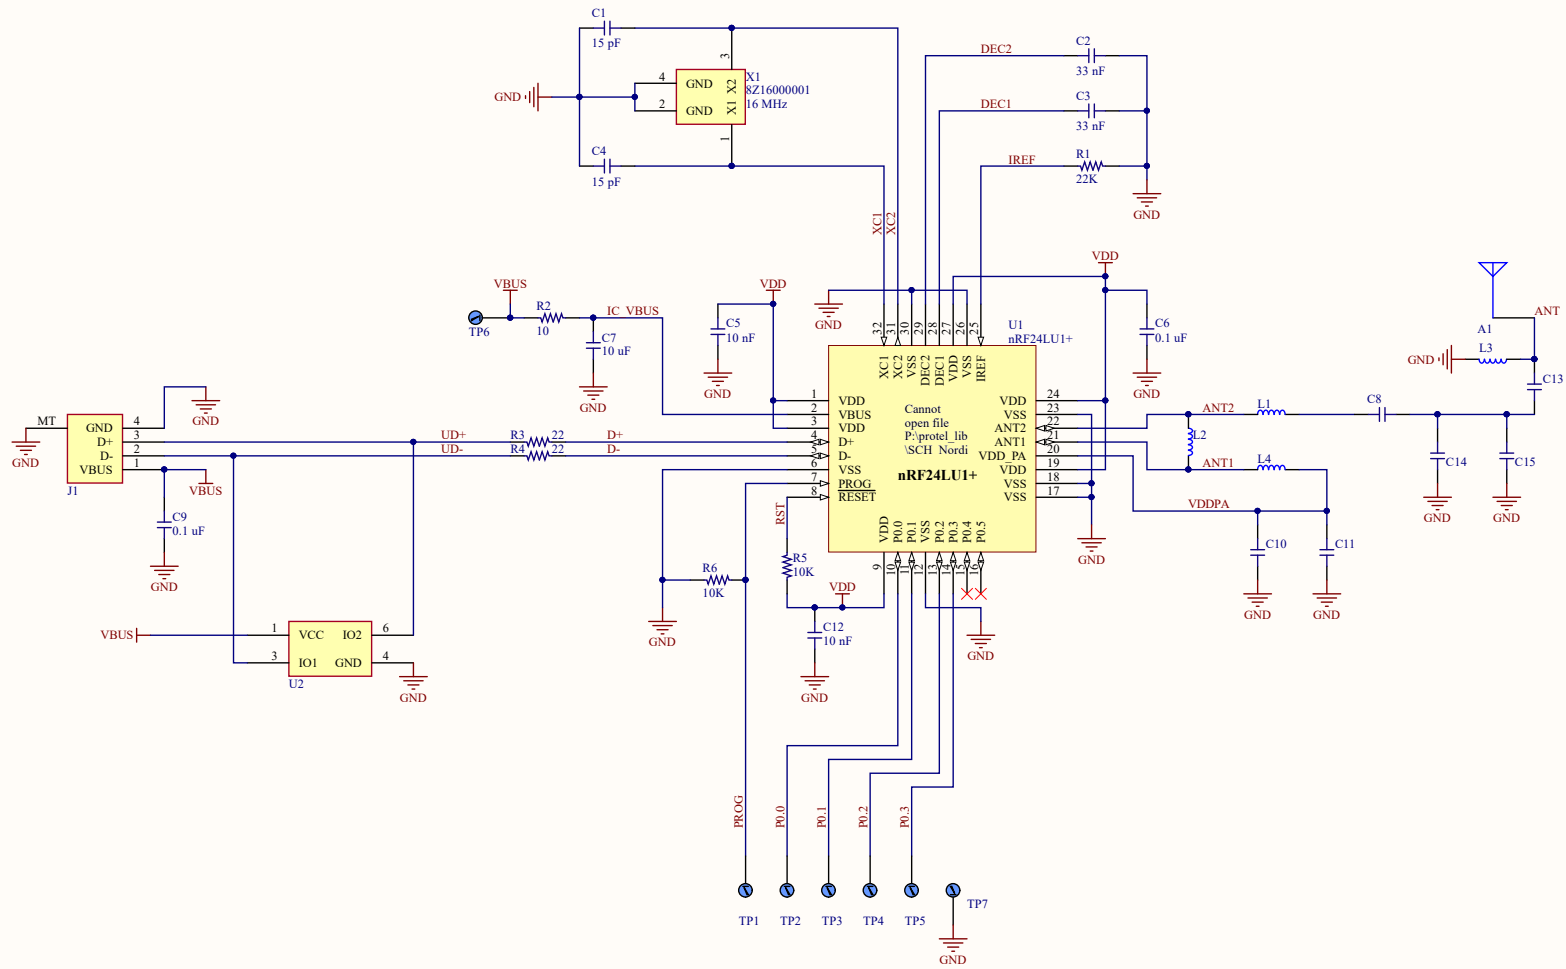 C1
15 pF
GND
4
2
3
1
GND
GND
X2
X1
X1
8Z16000001
16 MHz
C4
15 pF
XC1
XC2
DEC2
C2
33 nF
DEC1
C3
33 nF
IREF
R1
22K
GND
VDD
VBUS
TP6
R2
10
IC_VBUS
C7
10 uF
GND
VDD
C5
10 nF
GND
GND
C6
0.1 uF
GND
U1
nRF24LU1+
32
31
30
29
28
27
26
25
XC1
XC2
VSS
DEC2
DEC1
VDD
VSS
IREF
1 VDD
2 VBUS
3 VDD
4 D+
5 D-
6 VSS
7 PROG
8 RESET
VDD 24
VSS 23
ANT2 22
ANT1 21
VDD_PA 20
VDD 19
VSS 18
VSS 17
Cannot
open file
P:\protel_lib
\SCH_Nordi
nRF24LU1+
VDD
P0.0
P0.1
VSS
P0.2
P0.3
P0.4
P0.5
9
10
11
12
13
14
15
16
ANT
A1
GND
L3
C13
ANT2
L1
C8
L2
ANT1
L4
C14
C15
GND
GND
VDDPA
C10
C11
GND
GND
GND
MT
GND
GND 4
D+ 3
D- 2
VBUS 1
J1
GND
VBUS
C9
0.1 uF
GND
UD+
R3 22
D+
UD-
R4 22
D-
VBUS
1 VCC
3 IO1
IO2 6
GND 4
U2
GND
RST
R5
10K
R6
10K
GND
VDD
C12
10 nF
GND
GND
PROG
P0.0
P0.1
P0.2
P0.3
TP1
TP2
TP3
TP4
TP5
TP7
GND